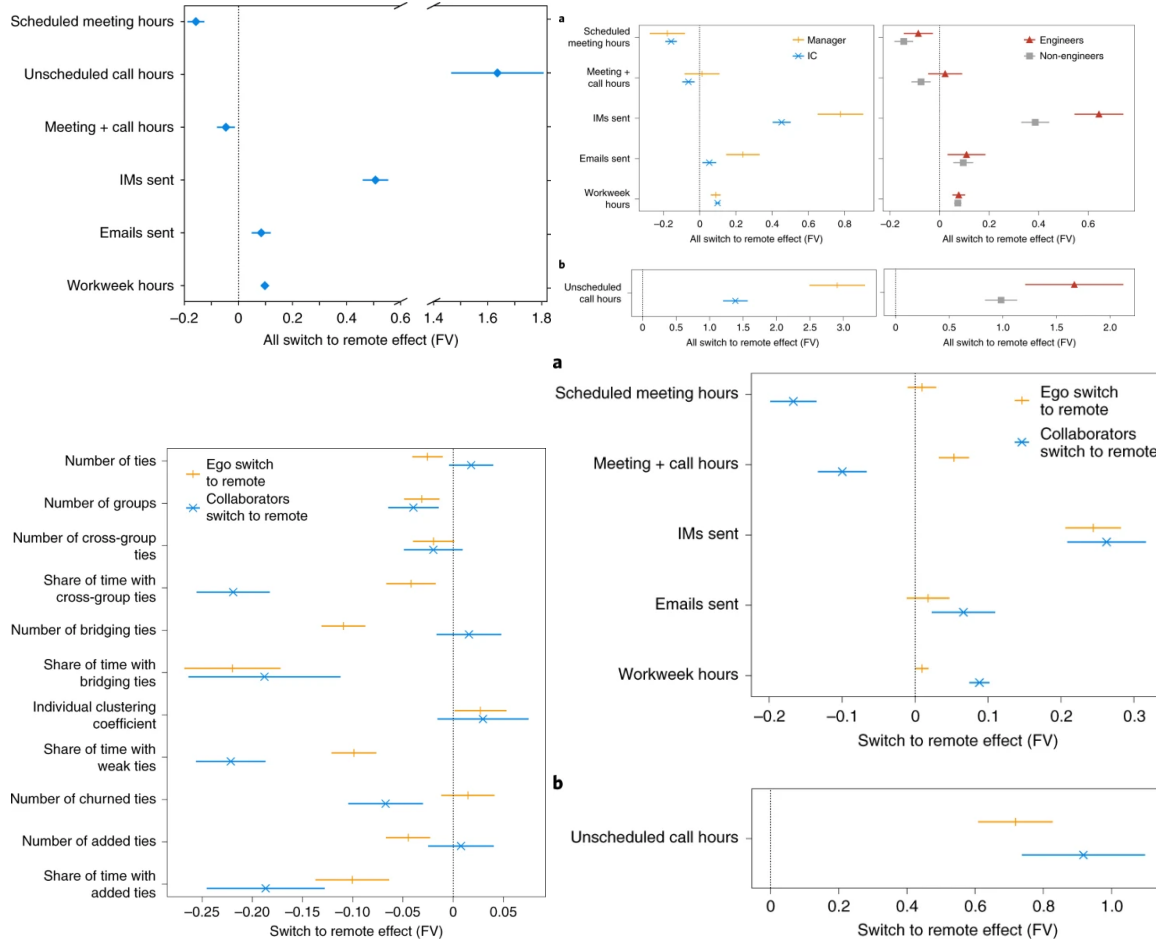 Scheduled meeting hours
Unscheduled call hours
Meeting + call hours
IMs sent
Emails sent
Workweek hours
−0.2 0 0.2 0.4 0.6 1.4 1.6 1.8
All switch to remote effect (FV)
a
Scheduled
meeting hours
Meeting +
call hours
IMs sent
Emails sent
Workweek
hours
Manager
IC
−0.2 0 0.2 0.4 0.6 0.8
All switch to remote effect (FV)
Engineers
Non-engineers
−0.2 0 0.2 0.4 0.6
All switch to remote effect (FV)
b
Unscheduled
call hours
0 0.5 1.0 1.5 2.0 2.5 3.0
All switch to remote effect (FV)
0 0.5 1.0 1.5 2.0
All switch to remote effect (FV)
Number of ties
Number of groups
Number of cross-group
ties
Share of time with
cross-group ties
Number of bridging ties
Share of time with
bridging ties
Individual clustering
coefficient
Share of time with
weak ties
Number of churned ties
Number of added ties
Share of time with
added ties
Ego switch
to remote
Collaborators
switch to remote
−0.25 −0.20 −0.15 −0.10 −0.05 0 0.05
Switch to remote effect (FV)
a
Scheduled meeting hours
Meeting + call hours
IMs sent
Emails sent
Workweek hours
Ego switch
to remote
Collaborators
switch to remote
−0.2 −0.1 0 0.1 0.2 0.3
Switch to remote effect (FV)
b
Unscheduled call hours
0 0.2 0.4 0.6 0.8 1.0
Switch to remote effect (FV)